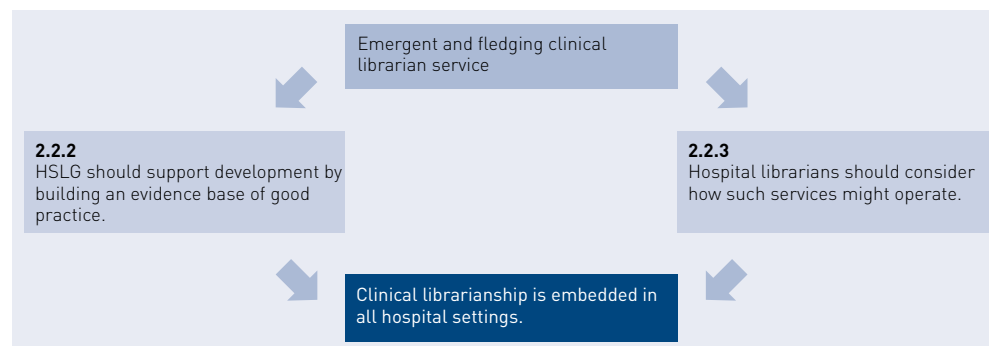 Emergent and fledging clinical
librarian service
2.2.2
HSLG should support development by
building an evidence base of good
practice.
2.2.3
Hospital librarians should consider
how such services might operate.
Clinical librarianship is embedded in
all hospital settings.